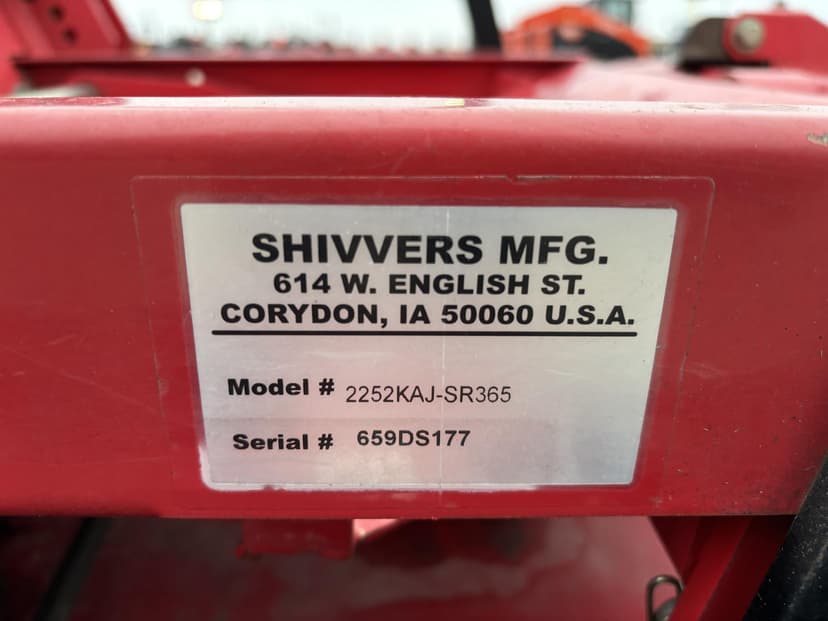 SHIVVERS MFG.
614 W. ENGLISH ST.
CORYDON, IA 50060 U.S.A.
Model # 2252KAJ-SR365
Serial # 659DS177